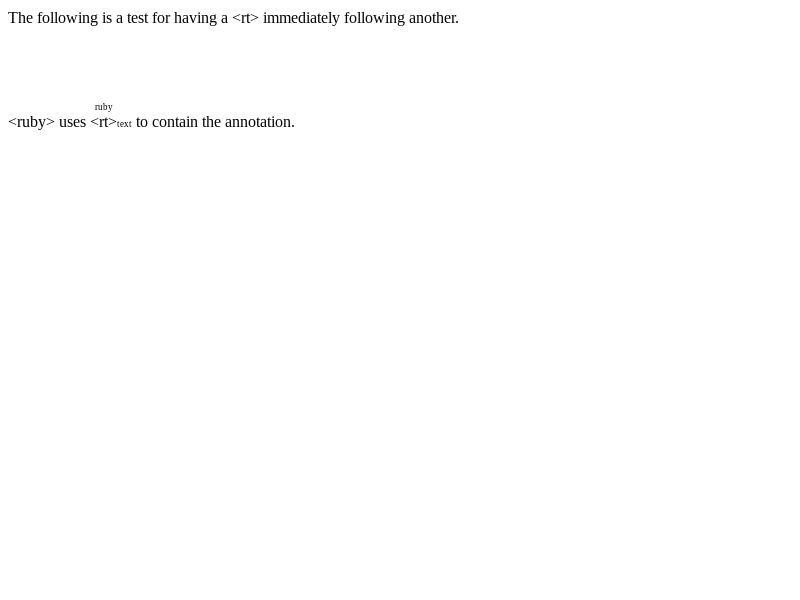 The following is a test for having a <rt> immediately following another.
ruby
<ruby> uses <rt>text to contain the annotation.